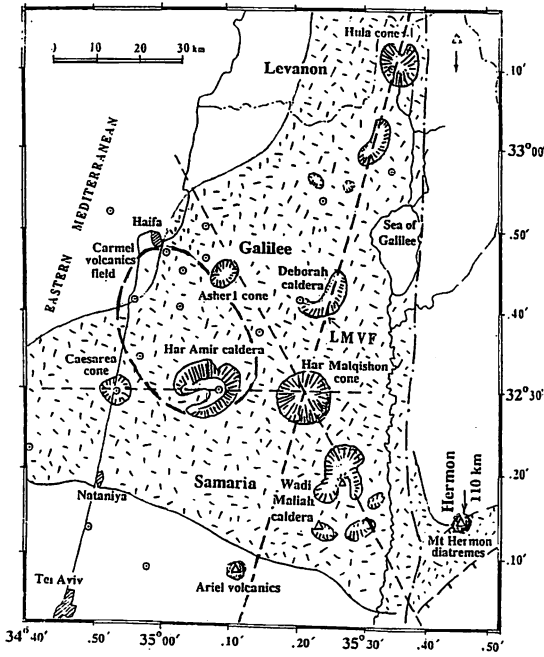 Hula cone
0 10 20 30 km
Levanon
10'
33°00'
EASTERN MEDITERRANEAN
Haifa
Sea of
Galilee
.50'
Carmel
volcanics
field
Galilee
Asher1 cone
Deborah
caldera
.40'
LMVF
Caesarea
cone
Har Amir caldera
Har Malqishon
cone
32°30'
Samaria
Wadi
Maliah
caldera
.20'
Hermon
110 km
Nataniya
Mt Hermon
diatremes
.10'
Ariel volcanics
Tel Aviv
.50' 35°00' .10' .20' 35°30' .40' .50'